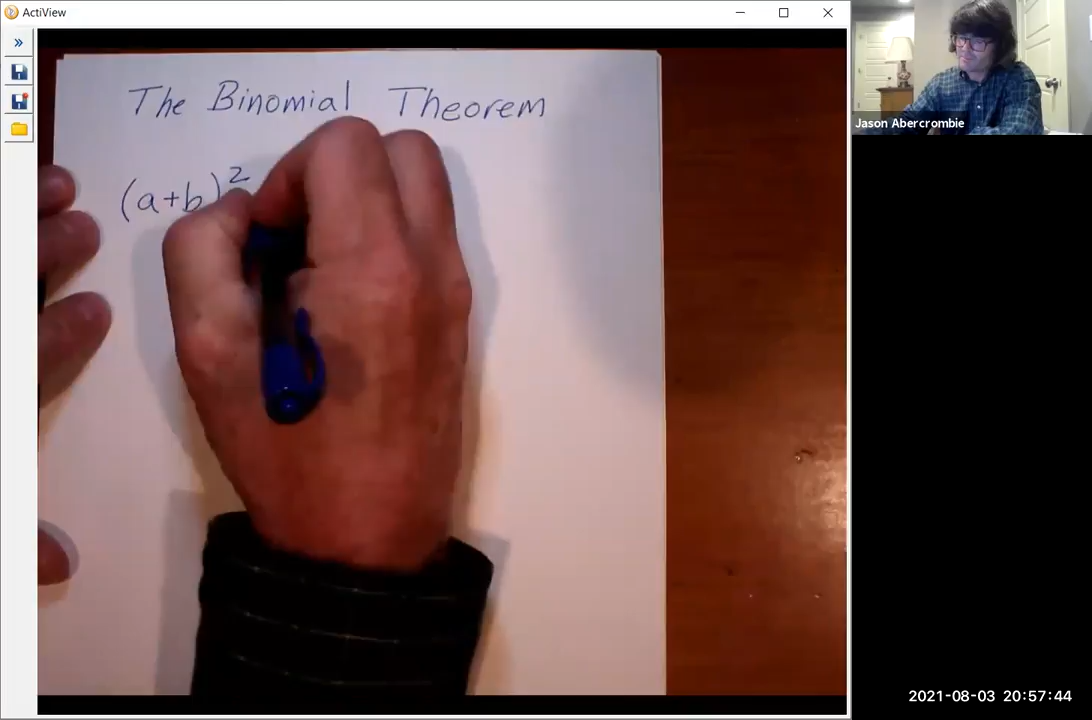 ActiView
The Binomial Theorem
(a+b)²
Jason Abercrombie
2021-08-03 20:57:44